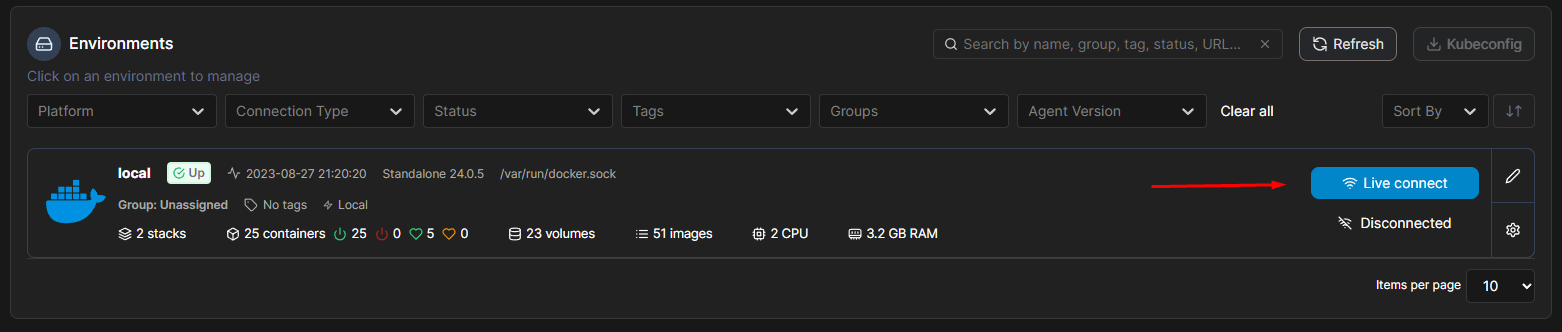 Environments
Search by name, group, tag, status, URL...
Refresh
Kubeconfig
Click on an environment to manage
Platform
Connection Type
Status
Tags
Groups
Agent Version
Clear all
Sort By
local Up 2023-08-27 21:20:20 Standalone 24.0.5 /var/run/docker.sock
Group: Unassigned No tags Local
2 stacks 25 containers 25 0 5 0 23 volumes 51 images 2 CPU 3.2 GB RAM
Live connect
Disconnected
Items per page 10